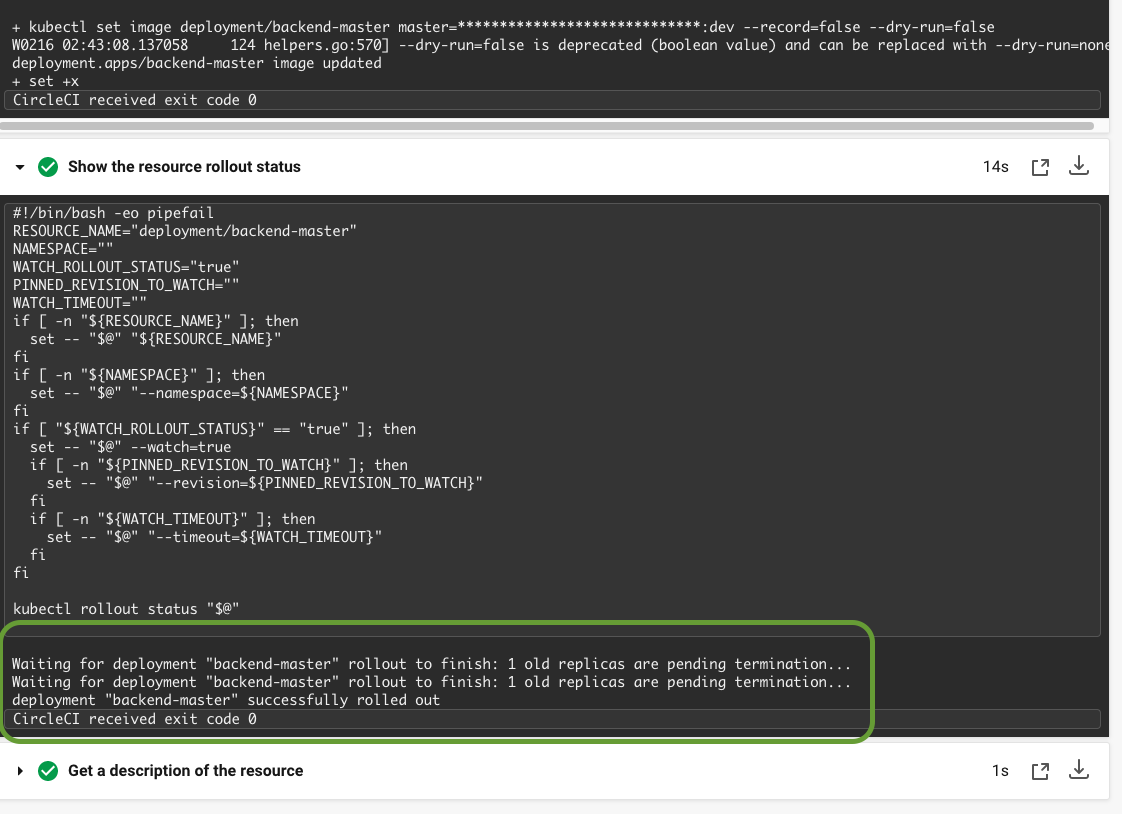 + kubectl set image deployment/backend-master master=*****************************:dev --record=false --dry-run=false
W0216 02:43:08.137058     124 helpers.go:570] --dry-run=false is deprecated (boolean value) and can be replaced with --dry-run=none
deployment.apps/backend-master image updated
+ set +x
CircleCI received exit code 0
Show the resource rollout status 14s
#!/bin/bash -eo pipefail
RESOURCE_NAME="deployment/backend-master"
NAMESPACE=""
WATCH_ROLLOUT_STATUS="true"
PINNED_REVISION_TO_WATCH=""
WATCH_TIMEOUT=""
if [ -n "${RESOURCE_NAME}" ]; then
  set -- "$@" "${RESOURCE_NAME}"
fi
if [ -n "${NAMESPACE}" ]; then
  set -- "$@" "--namespace=${NAMESPACE}"
fi
if [ "${WATCH_ROLLOUT_STATUS}" == "true" ]; then
  set -- "$@" --watch=true
  if [ -n "${PINNED_REVISION_TO_WATCH}" ]; then
    set -- "$@" "--revision=${PINNED_REVISION_TO_WATCH}"
  fi
  if [ -n "${WATCH_TIMEOUT}" ]; then
    set -- "$@" "--timeout=${WATCH_TIMEOUT}"
  fi
fi
kubectl rollout status "$@"
Waiting for deployment "backend-master" rollout to finish: 1 old replicas are pending termination...
Waiting for deployment "backend-master" rollout to finish: 1 old replicas are pending termination...
deployment "backend-master" successfully rolled out
CircleCI received exit code 0
Get a description of the resource 1s